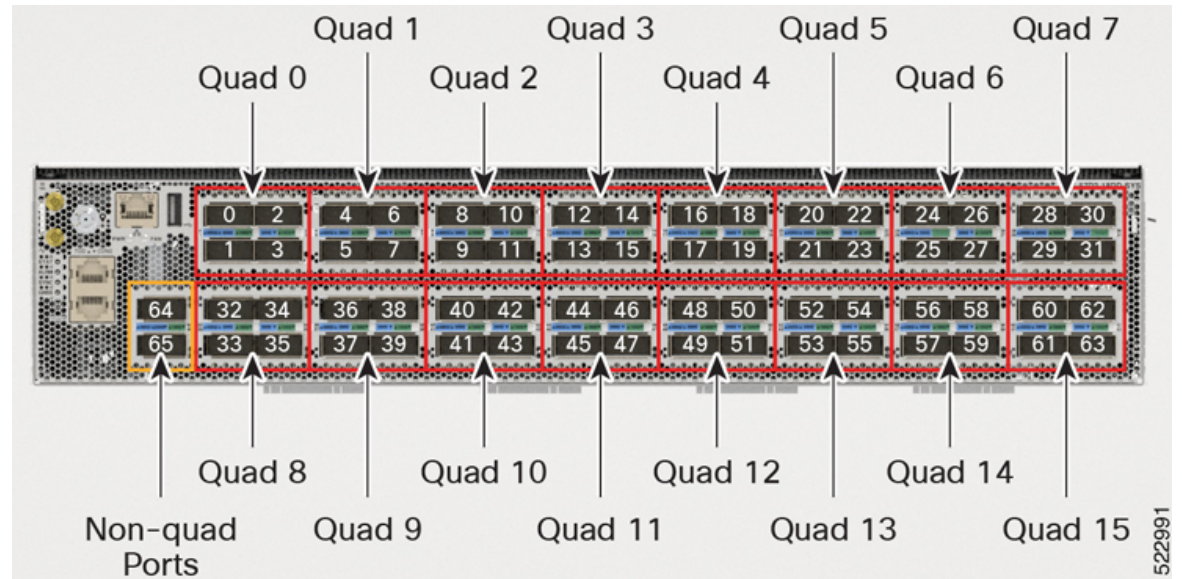 Quad 1 Quad 3 Quad 5 Quad 7
Quad 0 Quad 2 Quad 4 Quad 6
0 2 4 6 8 10 12 14 16 18 20 22 24 26 28 30
1 3 5 7 9 11 13 15 17 19 21 23 25 27 29 31
64 32 34 36 38 40 42 44 46 48 50 52 54 56 58 60 62
65 33 35 37 39 41 43 45 47 49 51 53 55 57 59 61 63
Quad 8 Quad 10 Quad 12 Quad 14
Non-quad Quad 9 Quad 11 Quad 13 Quad 15
Ports
522991